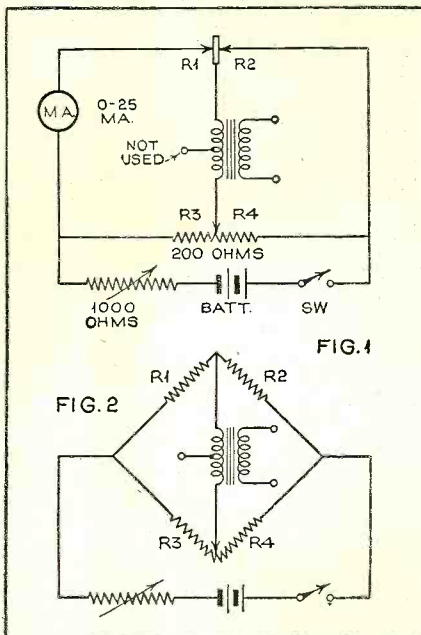 R1 R2
M.A.
0-25
MA.
NOT
USED
R3 R4
200 OHMS
1000
OHMS
BATT.
SW
FIG.1
R1
R2
FIG.2
R3
R4